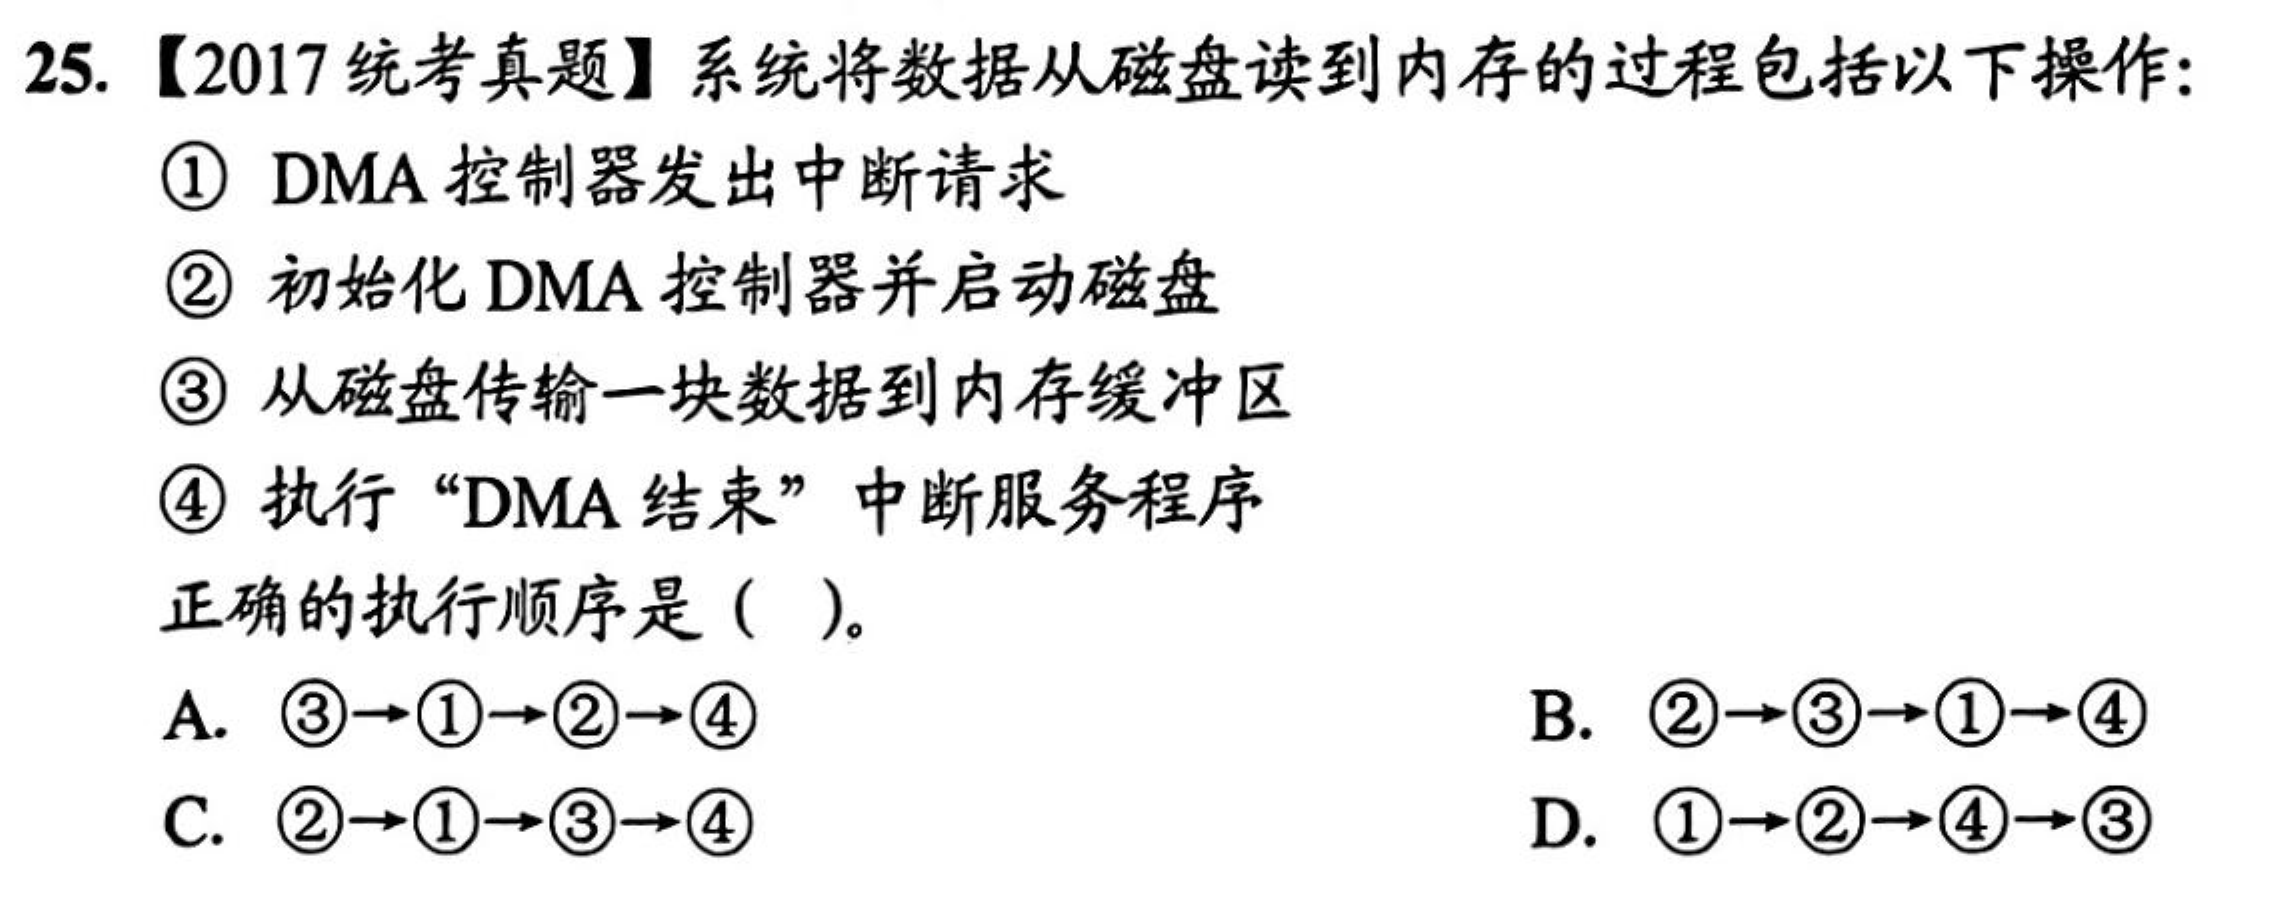 25.【2017 统考真题】系统将数据从磁盘读到内存的过程包括以下操作:
① DMA 控制器发出中断请求
② 初始化 DMA 控制器并启动磁盘
③ 从磁盘传输一块数据到内存缓冲区
④ 执行“DMA 结束”中断服务程序
正确的执行顺序是( )。
A. ③→①→②→④ B. ②→③→①→④
C. ②→①→③→④ D. ①→②→④→③